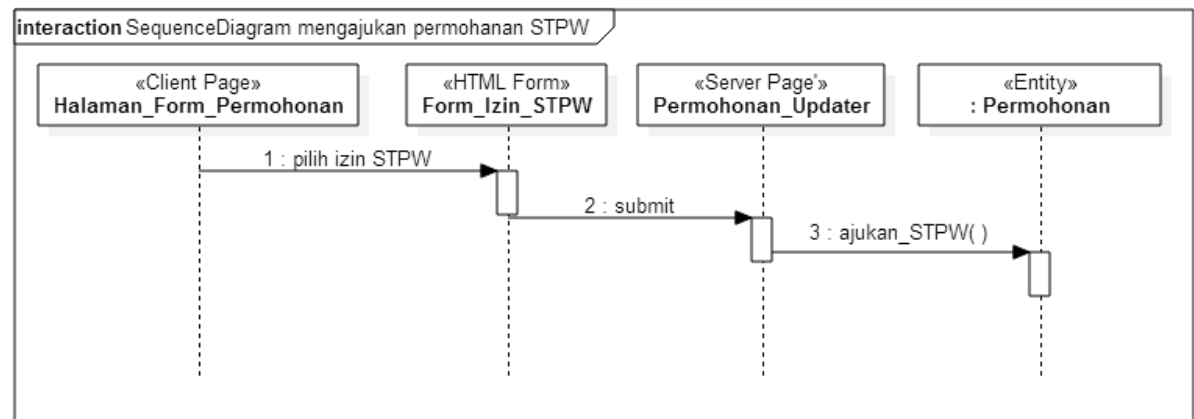 interaction SequenceDiagram mengajukan permohanan STPW
«Client Page»
Halaman_Form_Permohonan
«HTML Form»
Form_Izin_STPW
«Server Page'»
Permohonan_Updater
«Entity»
: Permohonan
1 : pilih izin STPW
2 : submit
3 : ajukan_STPW( )